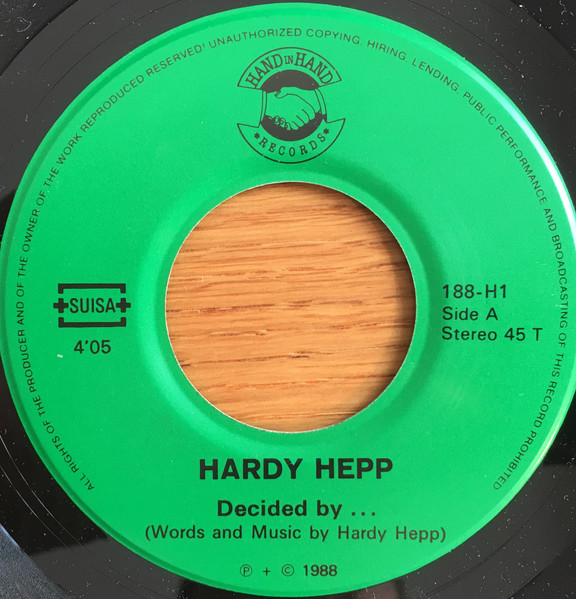 ALL RIGHTS OF THE PRODUCER AND OF THE OWNER OF THE WORK REPRODUCED RESERVED! UNAUTHORIZED COPYING, HIRING, LENDING, PUBLIC PERFORMANCE AND BROADCASTING OF THIS RECORD PROHIBITED
HAND IN HAND
★RECORDS★
SUISA
4'05
188-H1
Side A
Stereo 45 T
HARDY HEPP
Decided by ...
(Words and Music by Hardy Hepp)
℗ + © 1988